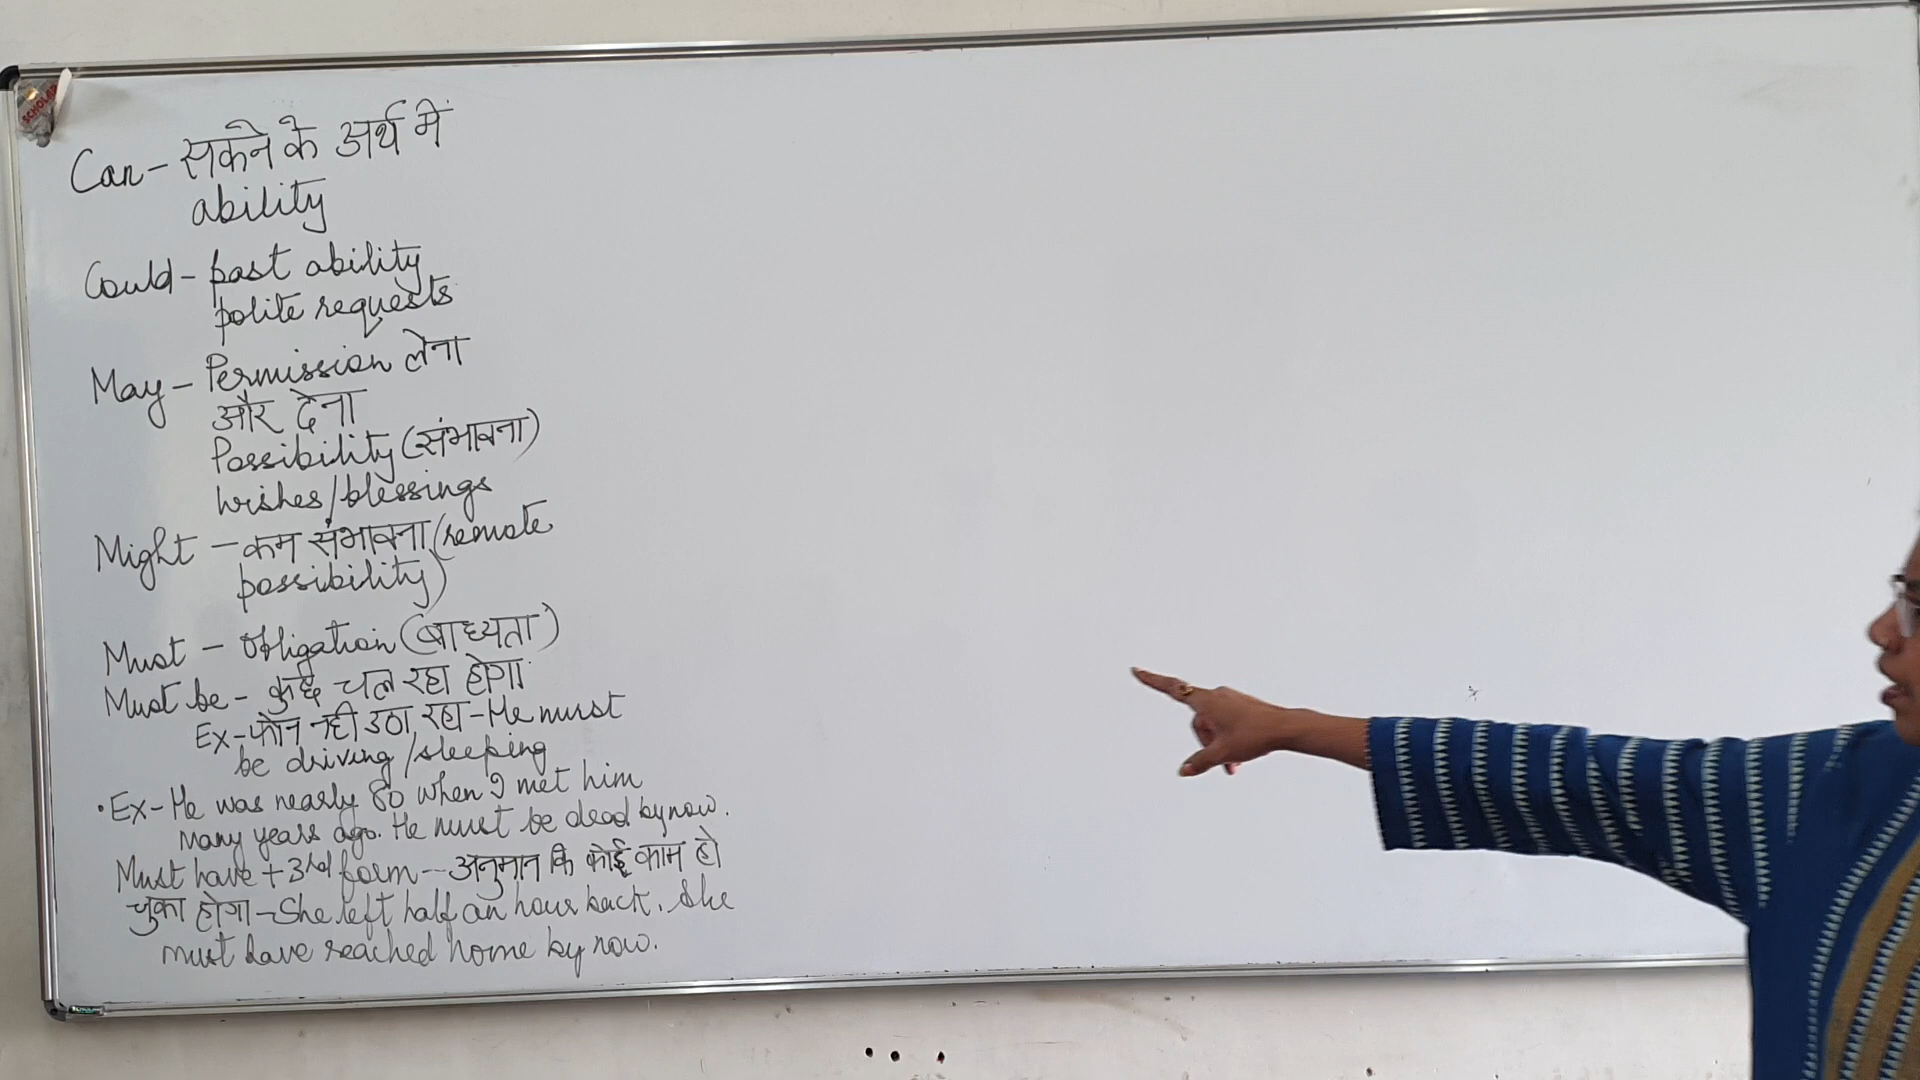 SCHOLAR
Can - सकने के अर्थ में
ability
Could - past ability
polite requests
May - Permission लेना
और देना
Possibility (संभावना)
wishes/blessings
Might - कम संभावना (remote
possibility)
Must - Obligation (बाध्यता)
Must be - कुछ चल रहा होगा
Ex - फोन नही उठा रहा - He must
be driving/sleeping
• Ex - He was nearly 80 when I met him
many years ago. He must be dead by now.
Must have + 3rd form -- अनुमान कि कोई काम हो
चुका होगा - She left half an hour back. She
must have reached home by now.